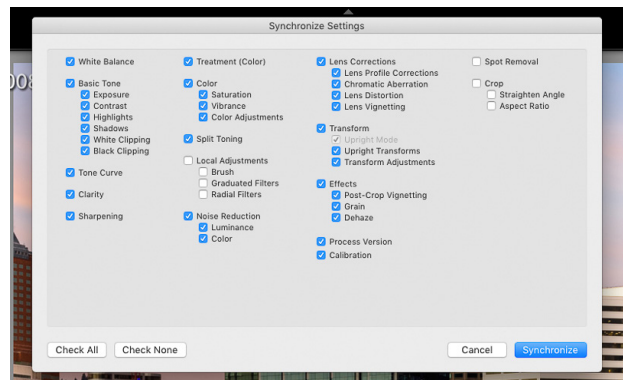 Synchronize Settings
008
White Balance
Basic Tone
Exposure
Contrast
Highlights
Shadows
White Clipping
Black Clipping
Tone Curve
Clarity
Sharpening
Treatment (Color)
Color
Saturation
Vibrance
Color Adjustments
Split Toning
Local Adjustments
Brush
Graduated Filters
Radial Filters
Noise Reduction
Luminance
Color
Lens Corrections
Lens Profile Corrections
Chromatic Aberration
Lens Distortion
Lens Vignetting
Transform
Upright Mode
Upright Transforms
Transform Adjustments
Effects
Post-Crop Vignetting
Grain
Dehaze
Process Version
Calibration
Spot Removal
Crop
Straighten Angle
Aspect Ratio
Check All
Check None
Cancel
Synchronize